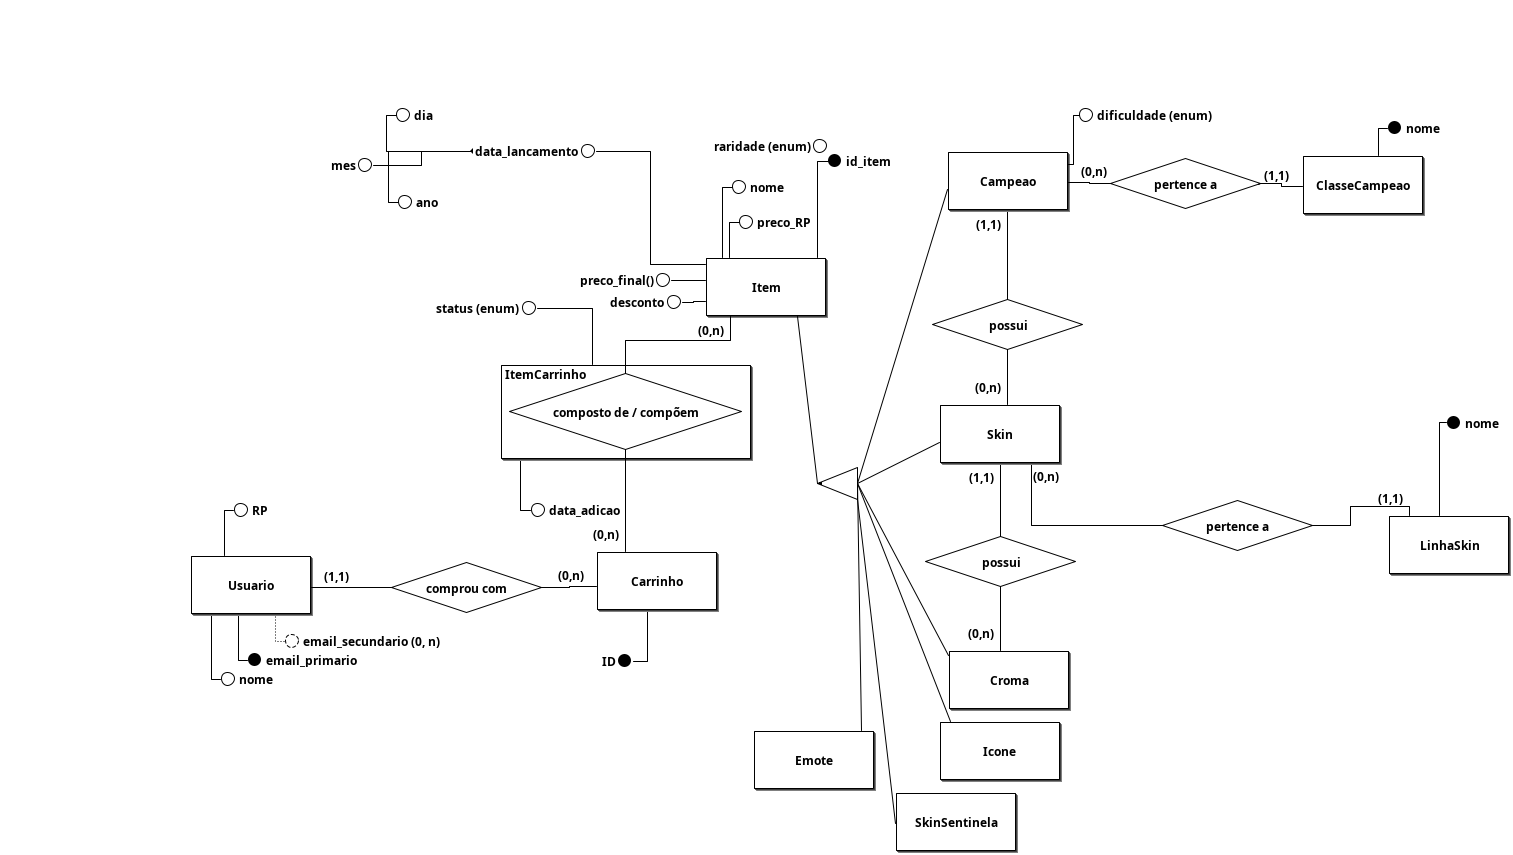 dia
dificuldade (enum)
nome
raridade (enum)
data_lancamento
mes
id_item
(0,n)
pertence a
(1,1)
ClasseCampeao
Campeao
nome
ano
preco_RP
(1,1)
preco_final()
Item
desconto
status (enum)
(0,n)
possui
ItemCarrinho
(0,n)
composto de / compõem
nome
Skin
(1,1)
(0,n)
(1,1)
RP
data_adicao
pertence a
(0,n)
LinhaSkin
possui
(1,1)
(0,n)
Usuario
comprou com
Carrinho
(0,n)
email_secundario (0, n)
email_primario
ID
nome
Croma
Icone
Emote
SkinSentinela